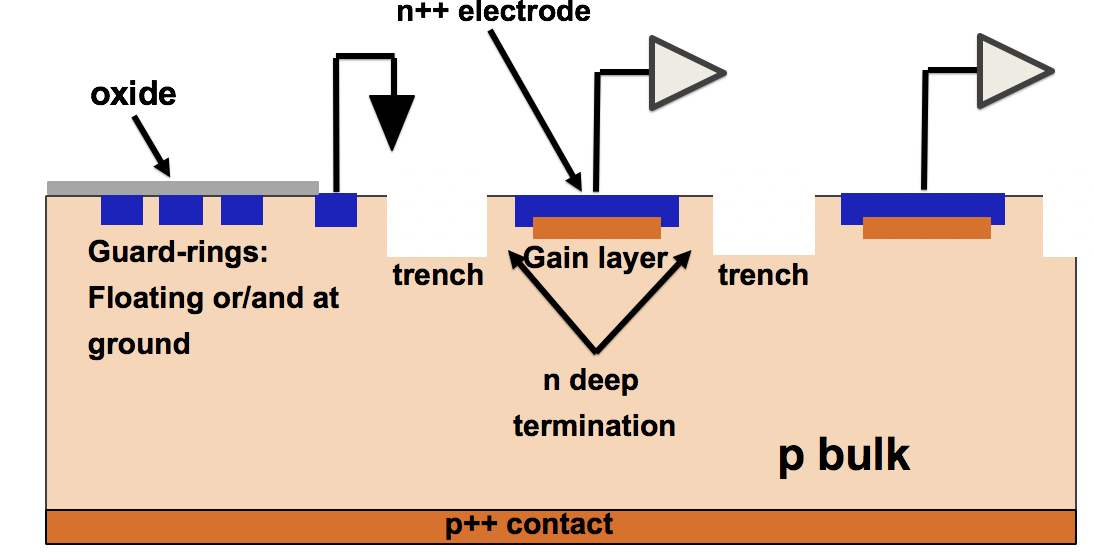 n++ electrode
oxide
Guard-rings:
Floating or/and at
ground
trench
Gain layer
trench
n deep
termination
p bulk
p++ contact